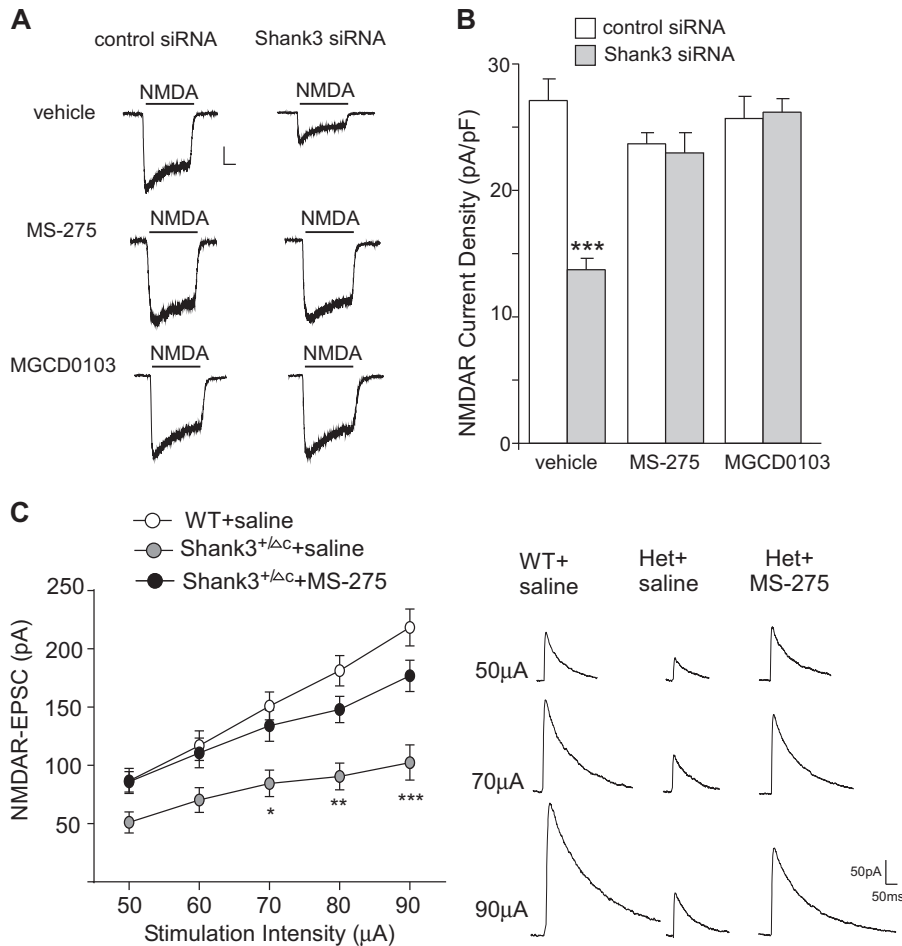 A
control siRNA
Shank3 siRNA
vehicle
NMDA
NMDA
MS-275
NMDA
NMDA
MGCD0103
NMDA
NMDA
B
control siRNA
Shank3 siRNA
NMDAR Current Density (pA/pF)
30
20
10
0
***
vehicle
MS-275
MGCD0103
C
WT+saline
Shank3+/△C+saline
Shank3+/△C+MS-275
NMDAR-EPSC (pA)
250
200
150
100
50
*
**
***
50
60
70
80
90
Stimulation Intensity (μA)
WT+
saline
Het+
saline
Het+
MS-275
50μA
70μA
90μA
50pA
50ms